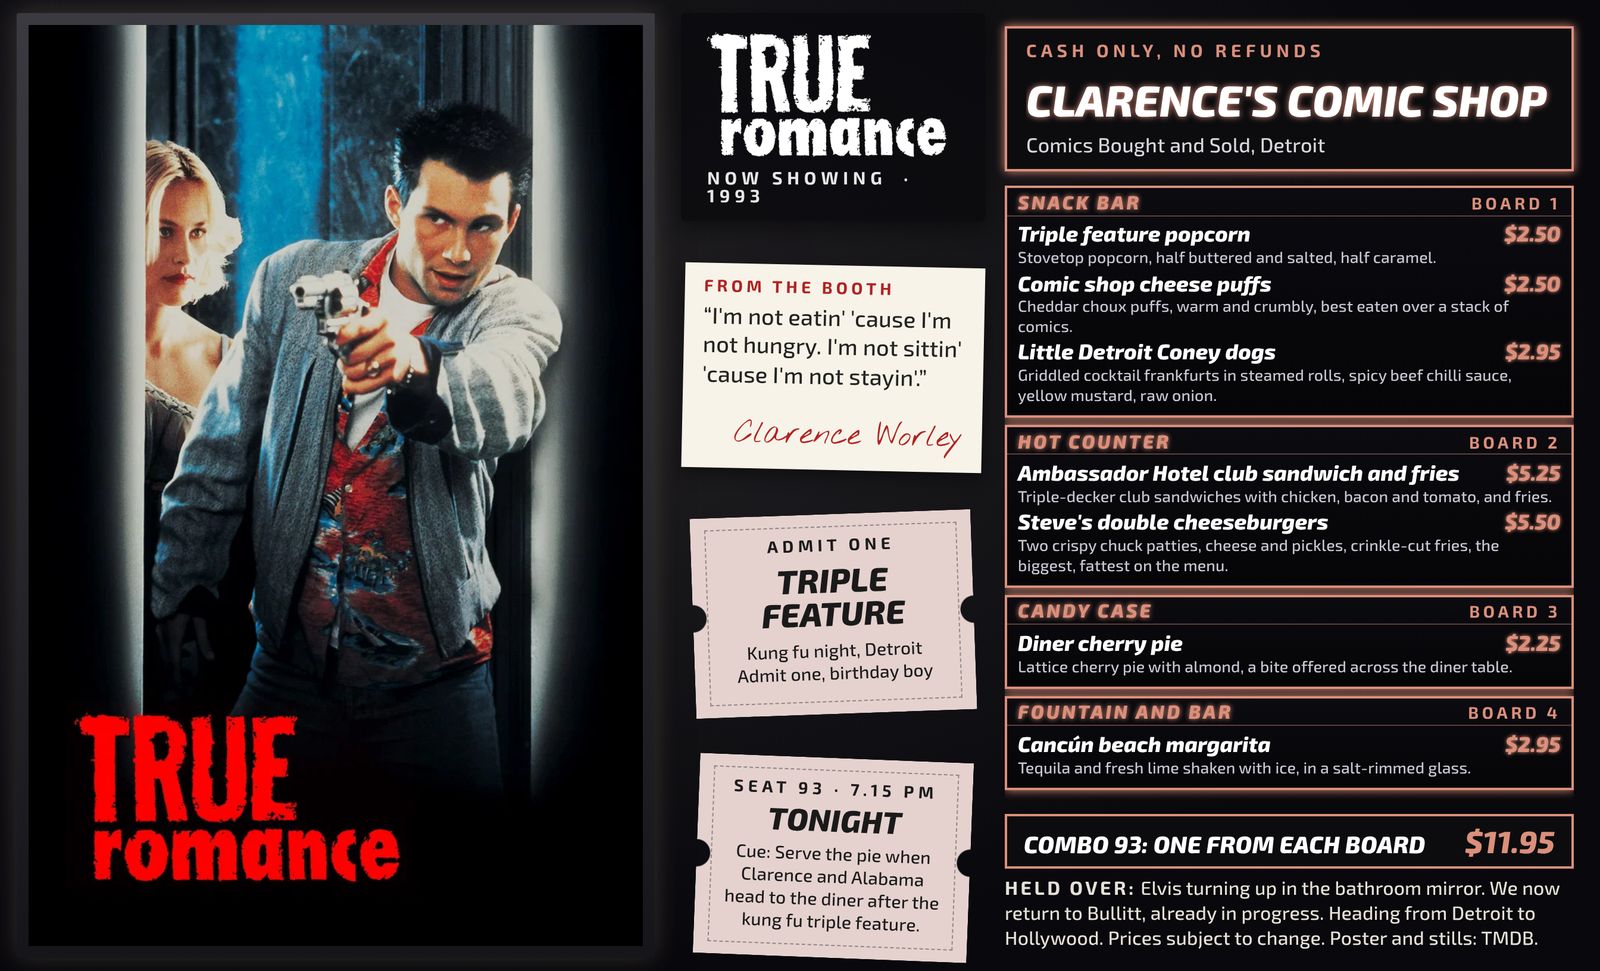 TRUE
romance
TRUE
romance
NOW SHOWING ·
1993
FROM THE BOOTH
“I'm not eatin' 'cause I'm
not hungry. I'm not sittin'
'cause I'm not stayin'.”
Clarence Worley
ADMIT ONE
TRIPLE
FEATURE
Kung fu night, Detroit
Admit one, birthday boy
SEAT 93 · 7.15 PM
TONIGHT
Cue: Serve the pie when
Clarence and Alabama
head to the diner after the
kung fu triple feature.
CASH ONLY, NO REFUNDS
CLARENCE'S COMIC SHOP
Comics Bought and Sold, Detroit
SNACK BAR BOARD 1
Triple feature popcorn $2.50
Stovetop popcorn, half buttered and salted, half caramel.
Comic shop cheese puffs $2.50
Cheddar choux puffs, warm and crumbly, best eaten over a stack of
comics.
Little Detroit Coney dogs $2.95
Griddled cocktail frankfurts in steamed rolls, spicy beef chilli sauce,
yellow mustard, raw onion.
HOT COUNTER BOARD 2
Ambassador Hotel club sandwich and fries $5.25
Triple-decker club sandwiches with chicken, bacon and tomato, and fries.
Steve's double cheeseburgers $5.50
Two crispy chuck patties, cheese and pickles, crinkle-cut fries, the
biggest, fattest on the menu.
CANDY CASE BOARD 3
Diner cherry pie $2.25
Lattice cherry pie with almond, a bite offered across the diner table.
FOUNTAIN AND BAR BOARD 4
Cancún beach margarita $2.95
Tequila and fresh lime shaken with ice, in a salt-rimmed glass.
COMBO 93: ONE FROM EACH BOARD $11.95
HELD OVER: Elvis turning up in the bathroom mirror. We now
return to Bullitt, already in progress. Heading from Detroit to
Hollywood. Prices subject to change. Poster and stills: TMDB.